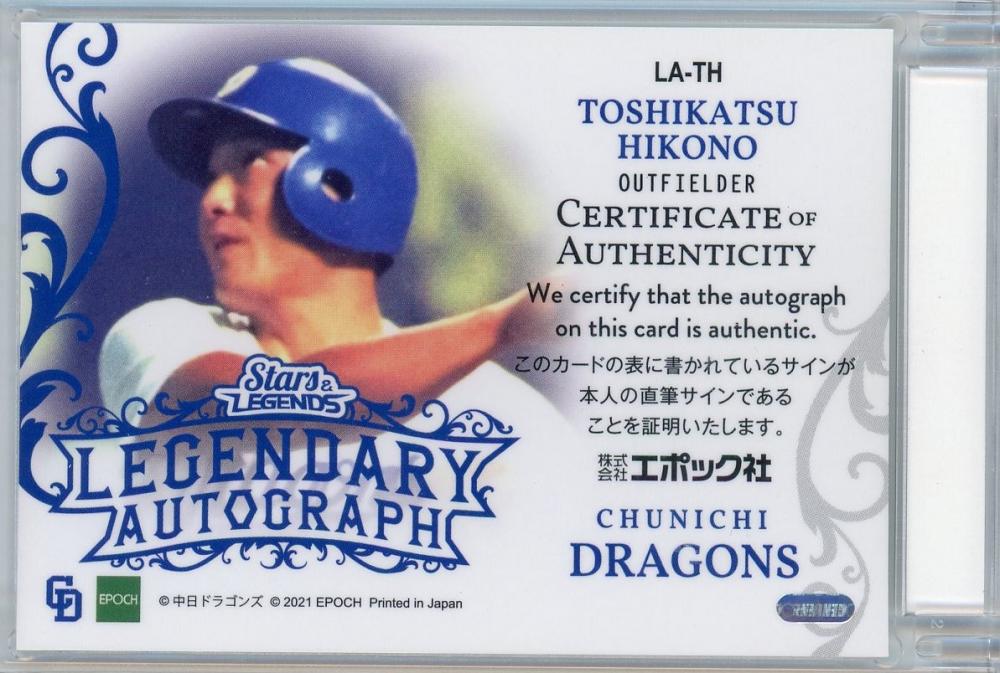 LA-TH
TOSHIKATSU
HIKONO
OUTFIELDER
CERTIFICATE OF
AUTHENTICITY
We certify that the autograph
on this card is authentic.
このカードの表に書かれているサインが
本人の直筆サインである
ことを証明いたします。
株式
会社 エポック社
CHUNICHI
DRAGONS
Stars &
LEGENDS
LEGENDARY
AUTOGRAPH
CD
EPOCH
© 中日ドラゴンズ © 2021 EPOCH Printed in Japan